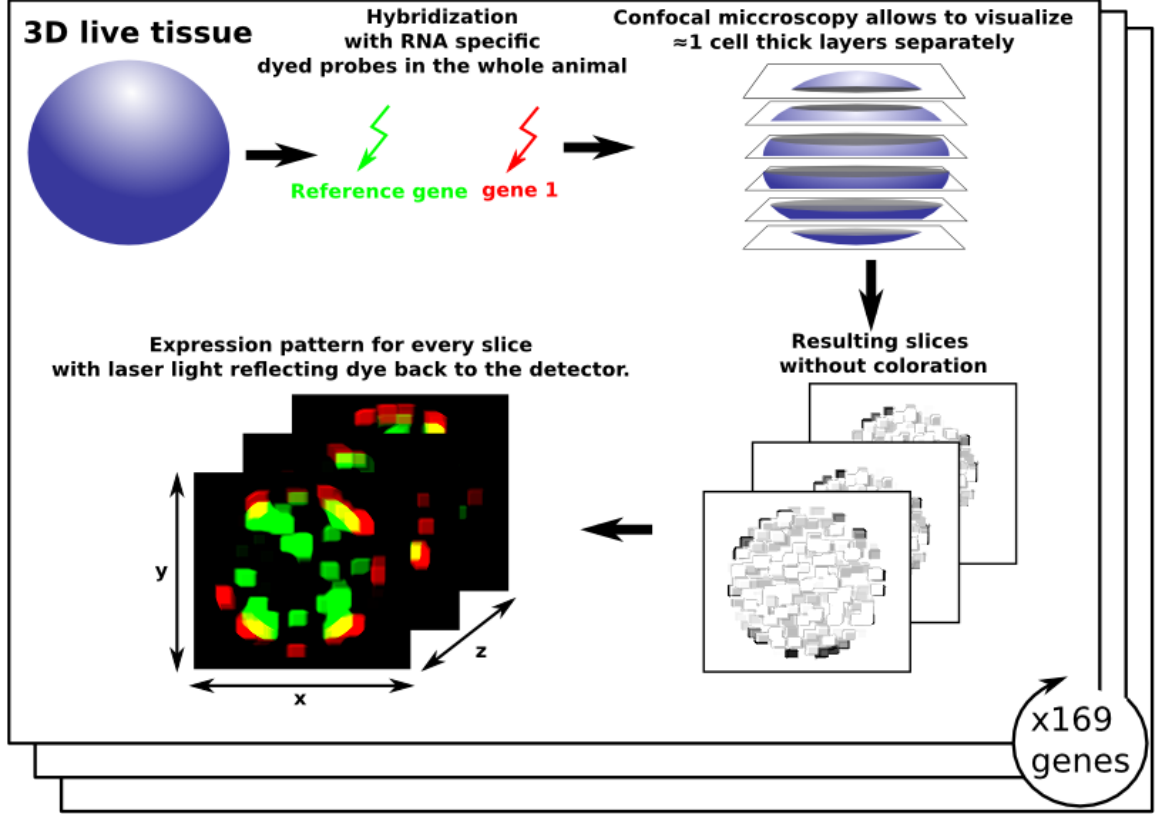 3D live tissue
Hybridization
with RNA specific
dyed probes in the whole animal
Reference gene
gene 1
Confocal miccroscopy allows to visualize
≈1 cell thick layers separately
Resulting slices
without coloration
Expression pattern for every slice
with laser light reflecting dye back to the detector.
y
x
z
x169
genes